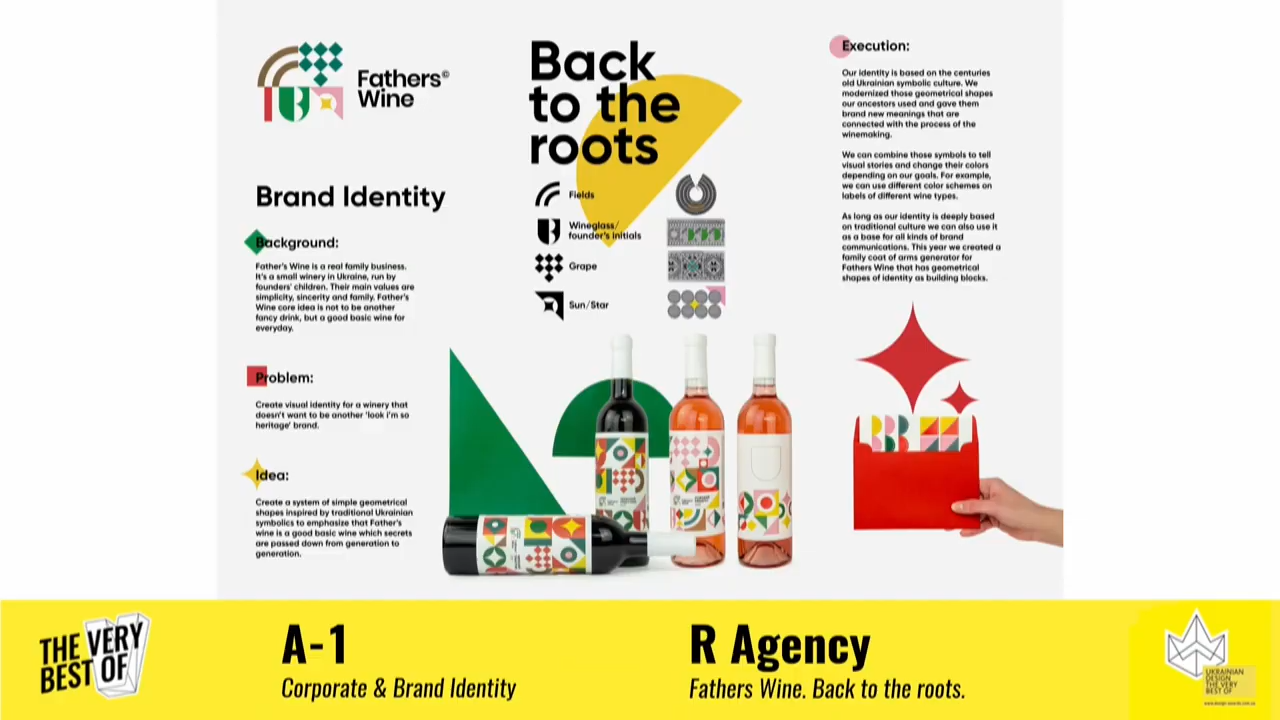 Fathers©
Wine
Brand Identity
Background:
Father's Wine is a real family business.
It's a small winery in Ukraine, run by
founders' children. Their main values are
simplicity, sincerity and family. Father's
Wine core idea is not to be another
fancy drink, but a good basic wine for
everyday.
Problem:
Create visual identity for a winery that
doesn't want to be another 'look i'm so
heritage' brand.
Idea:
Create a system of simple geometrical
shapes inspired by traditional Ukrainian
symbolics to emphasize that Father's
wine is a good basic wine which secrets
are passed down from generation to
generation.
Back
to the
roots
Fields
Wineglass/
founder's initials
Grape
Sun/Star
Execution:
Our identity is based on the centuries
old Ukrainian symbolic culture. We
modernized those geometrical shapes
our ancestors used and gave them
brand new meanings that are
connected with the process of the
winemaking.
We can combine those symbols to tell
visual stories and change their colors
depending on our goals. For example,
we can use different color schemes on
labels of different wine types.
As long as our identity is deeply based
on traditional culture we can also use it
as a base for all kinds of brand
communications. This year we created a
family coat of arms generator for
Fathers Wine that has geometrical
shapes of identity as building blocks.
THE VERY
BEST OF
A-1
Corporate & Brand Identity
R Agency
Fathers Wine. Back to the roots.
UKRAINIAN
DESIGN
THE VERY
BEST OF